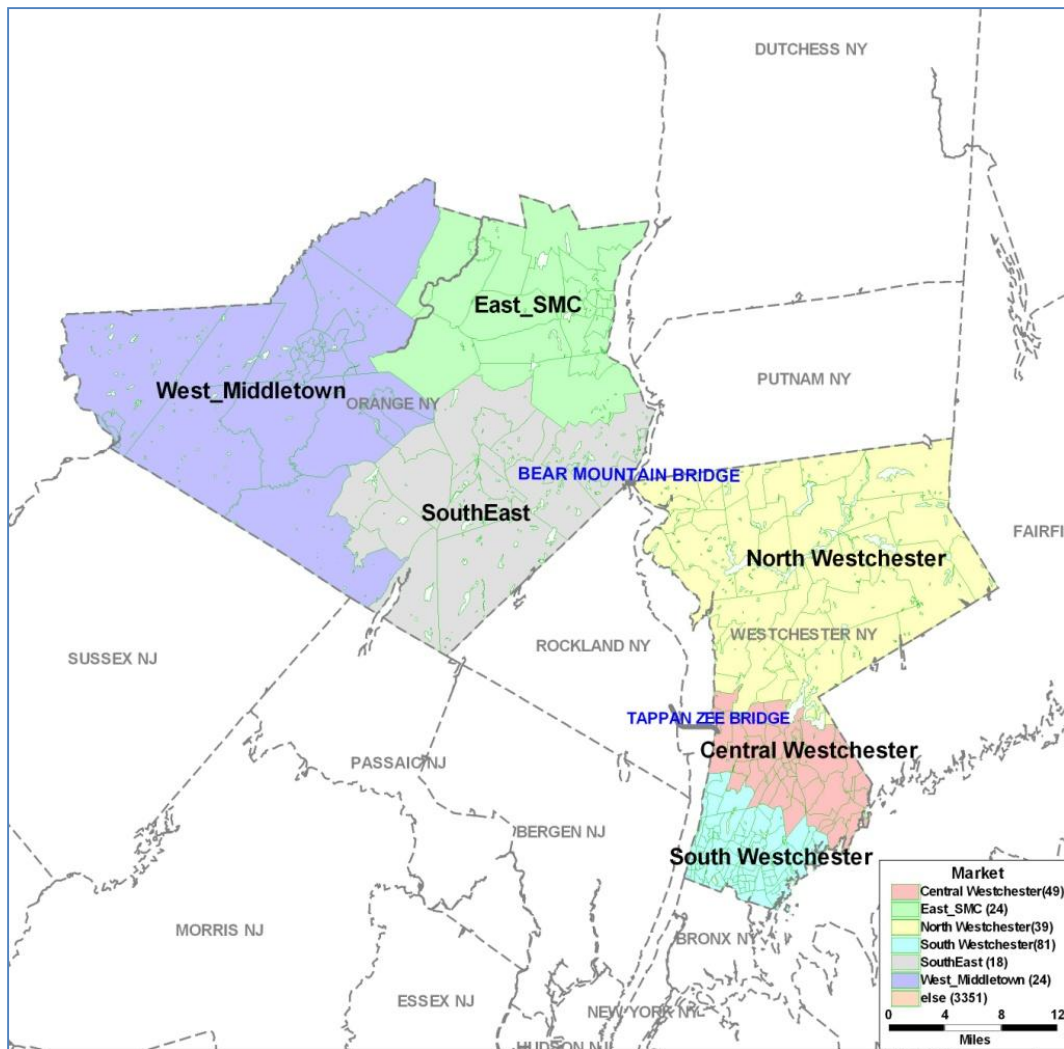 DUTCHESS NY
East_SMC
West_Middletown
PUTNAM NY
ORANGE NY
BEAR MOUNTAIN BRIDGE
SouthEast
FAIRFI
North Westchester
ROCKLAND NY
WESTCHESTER NY
SUSSEX NJ
TAPPAN ZEE BRIDGE
Central Westchester
PASSAIC NJ
BERGEN NJ
South Westchester
MORRIS NJ
BRONX NY
ESSEX NJ
NEW YORK NY
HUDSON NJ
Market
Central Westchester(49)
East_SMC (24)
North Westchester(39)
South Westchester(81)
SouthEast (18)
West_Middletown (24)
else (3351)
0 4 8 12
Miles